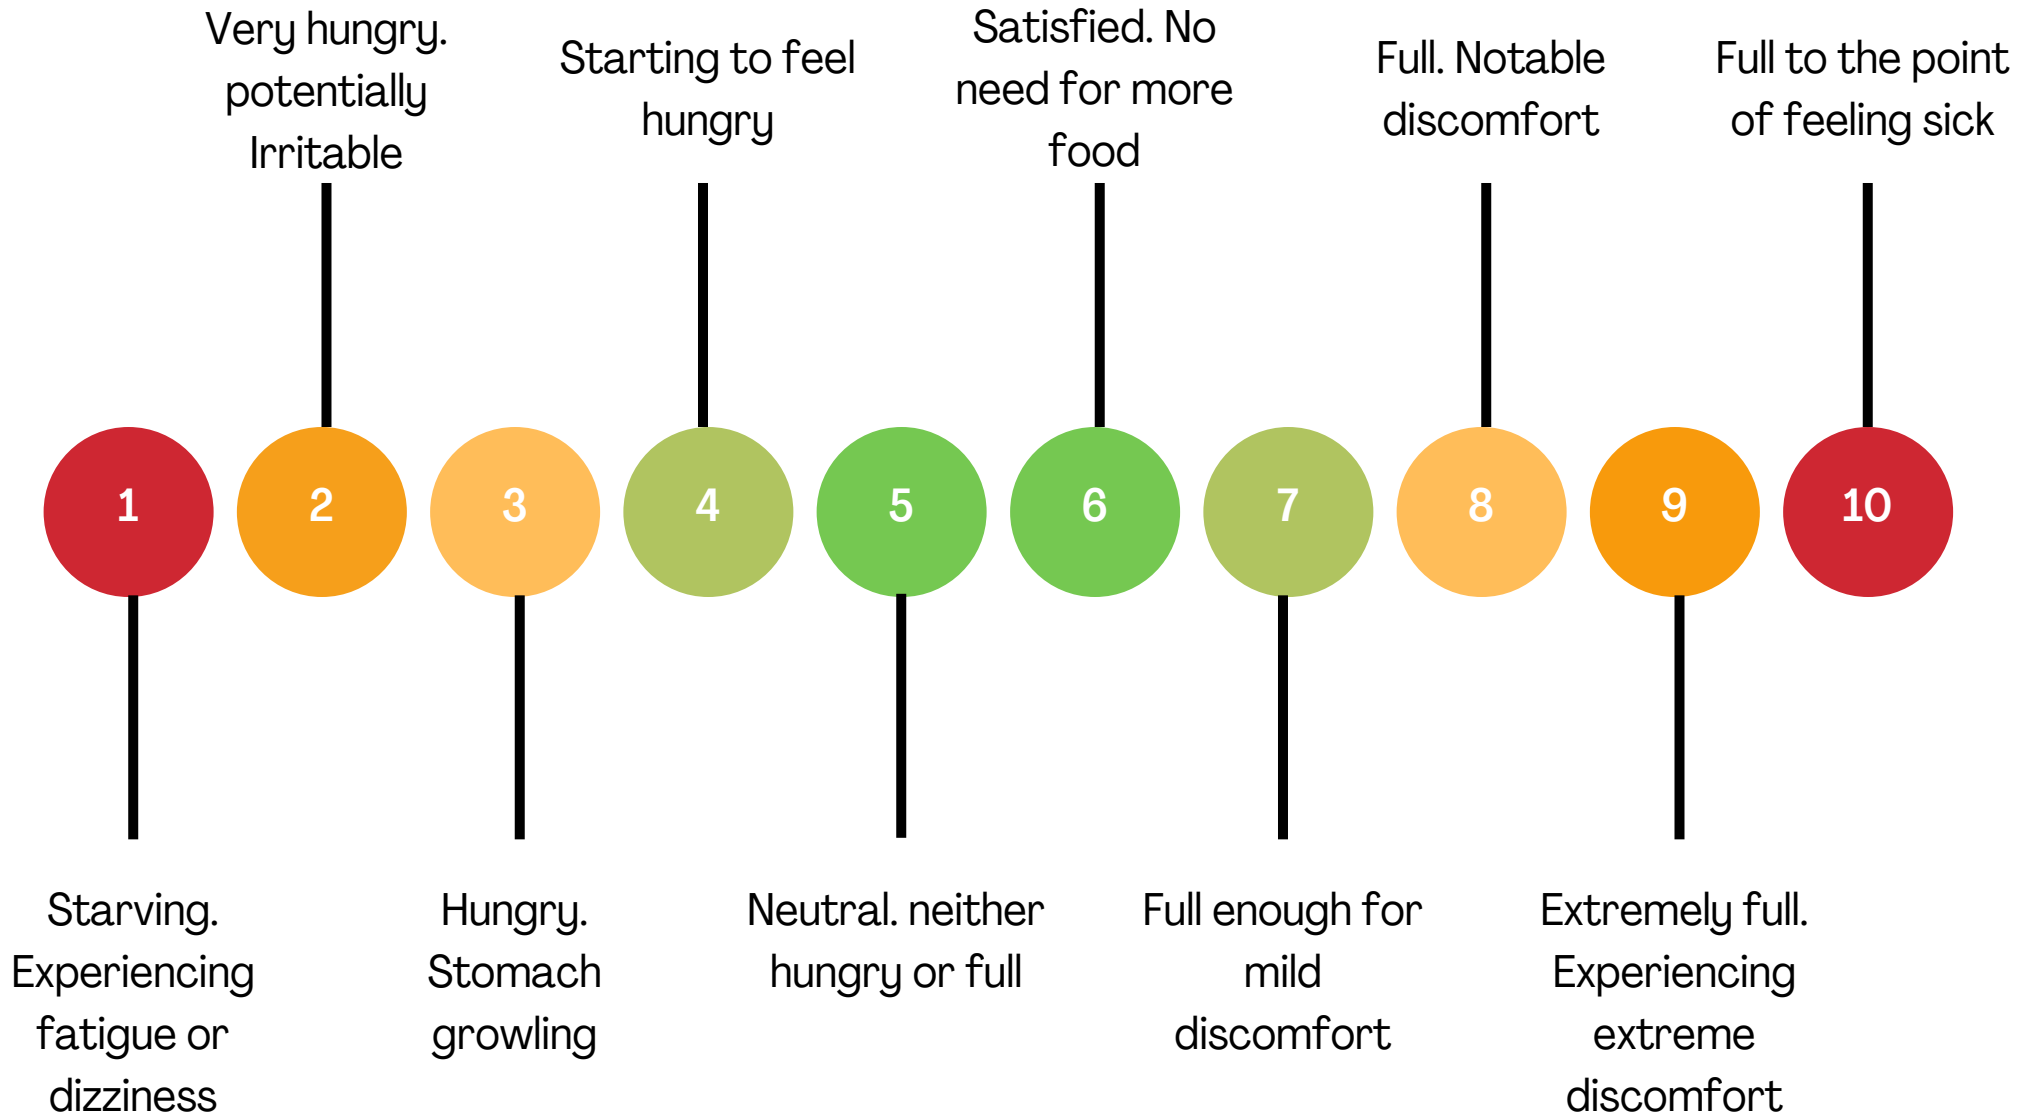 Very hungry.
potentially
Irritable
Starting to feel
hungry
Satisfied. No
need for more
food
Full. Notable
discomfort
Full to the point
of feeling sick
1
2
3
4
5
6
7
8
9
10
Starving.
Experiencing
fatigue or
dizziness
Hungry.
Stomach
growling
Neutral. neither
hungry or full
Full enough for
mild
discomfort
Extremely full.
Experiencing
extreme
discomfort